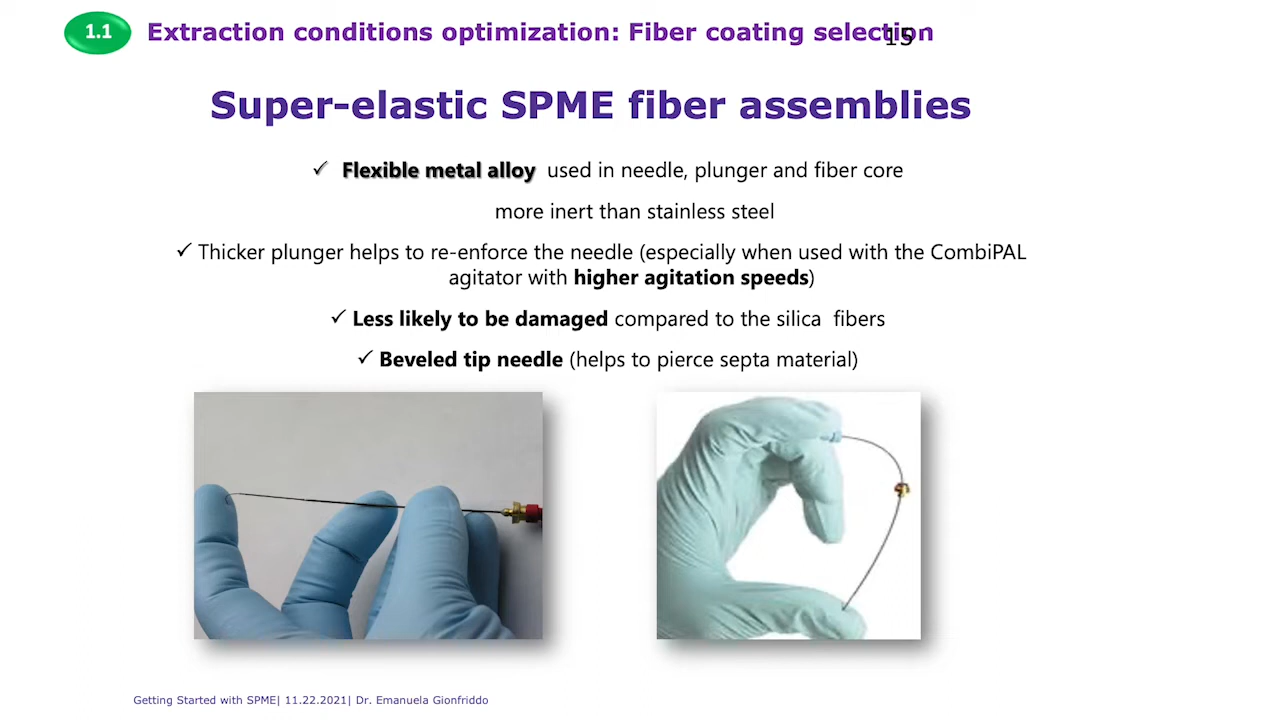 1.1
Extraction conditions optimization: Fiber coating selection
15
Super-elastic SPME fiber assemblies
✓ Flexible metal alloy used in needle, plunger and fiber core
more inert than stainless steel
✓ Thicker plunger helps to re-enforce the needle (especially when used with the CombiPAL
agitator with higher agitation speeds)
✓ Less likely to be damaged compared to the silica fibers
✓ Beveled tip needle (helps to pierce septa material)
Getting Started with SPME| 11.22.2021| Dr. Emanuela Gionfriddo